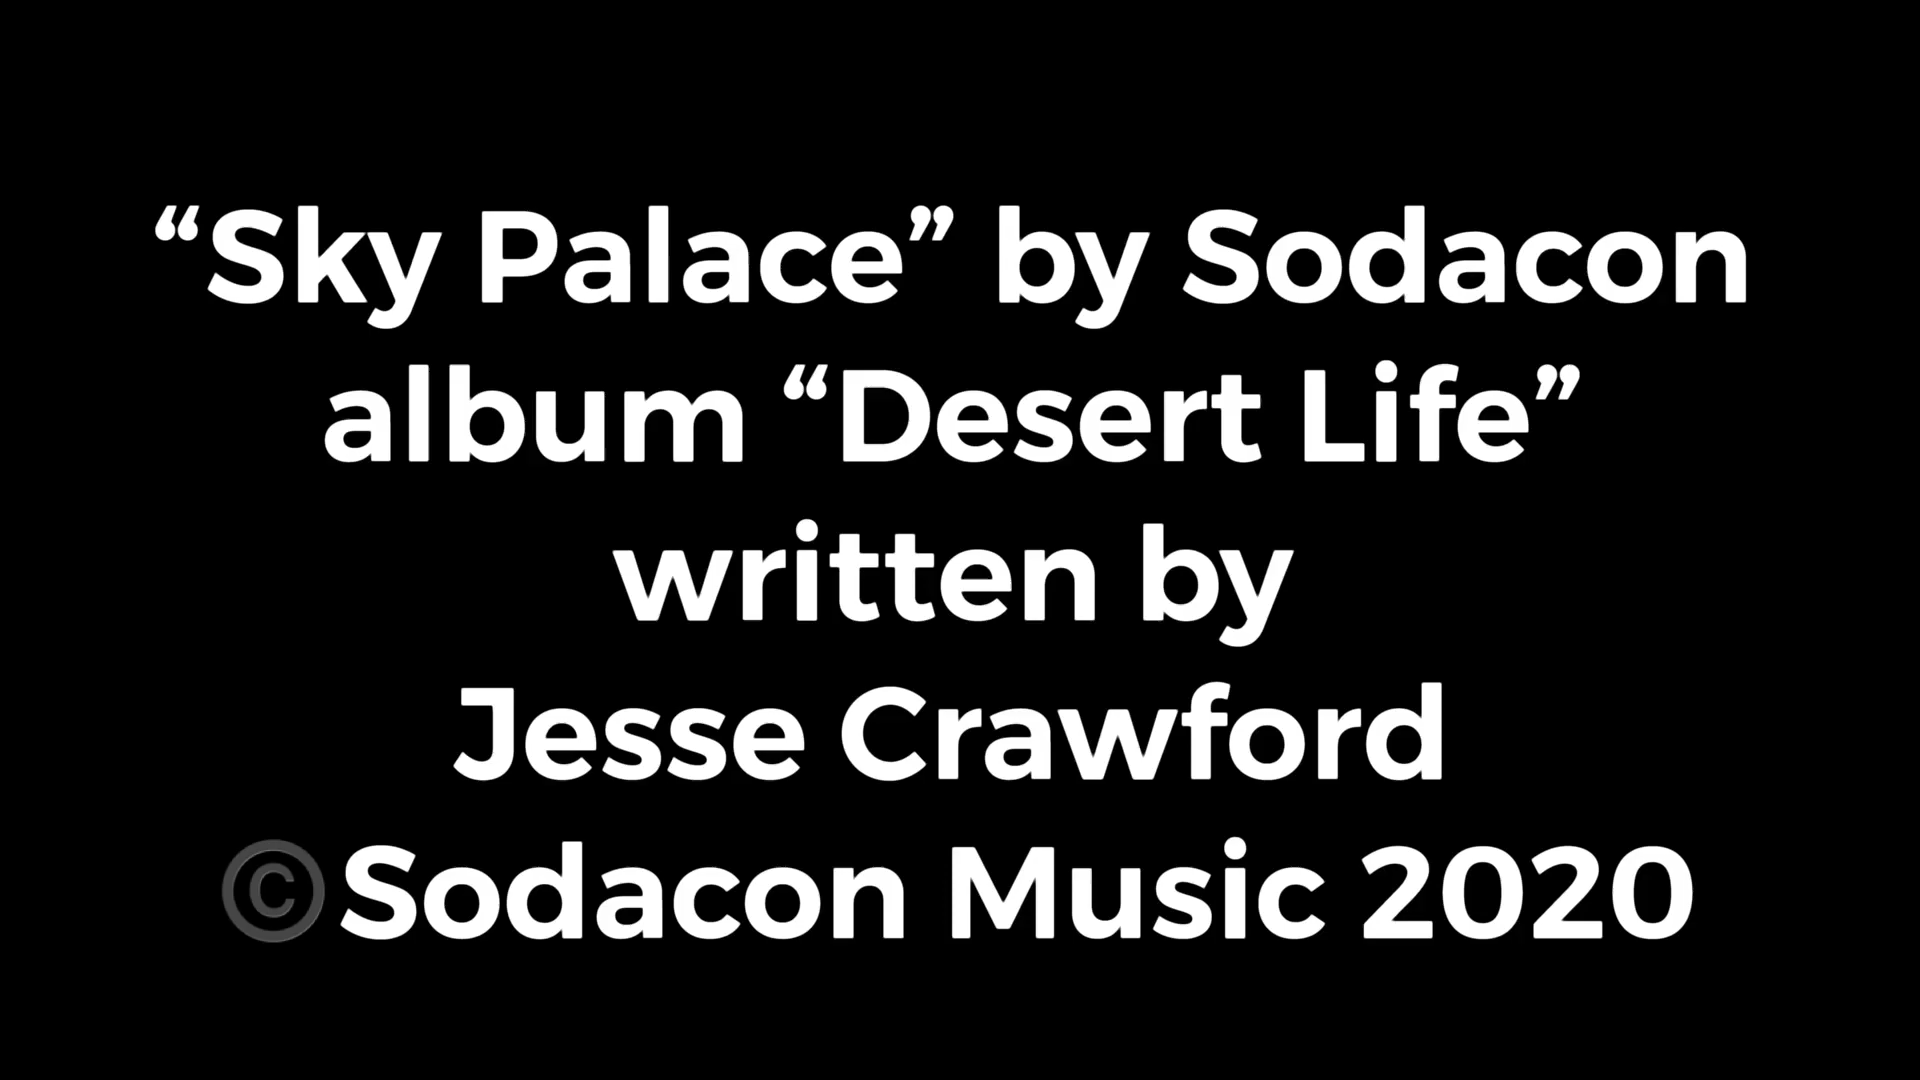 “Sky Palace” by Sodacon
album “Desert Life”
written by
Jesse Crawford
©Sodacon Music 2020